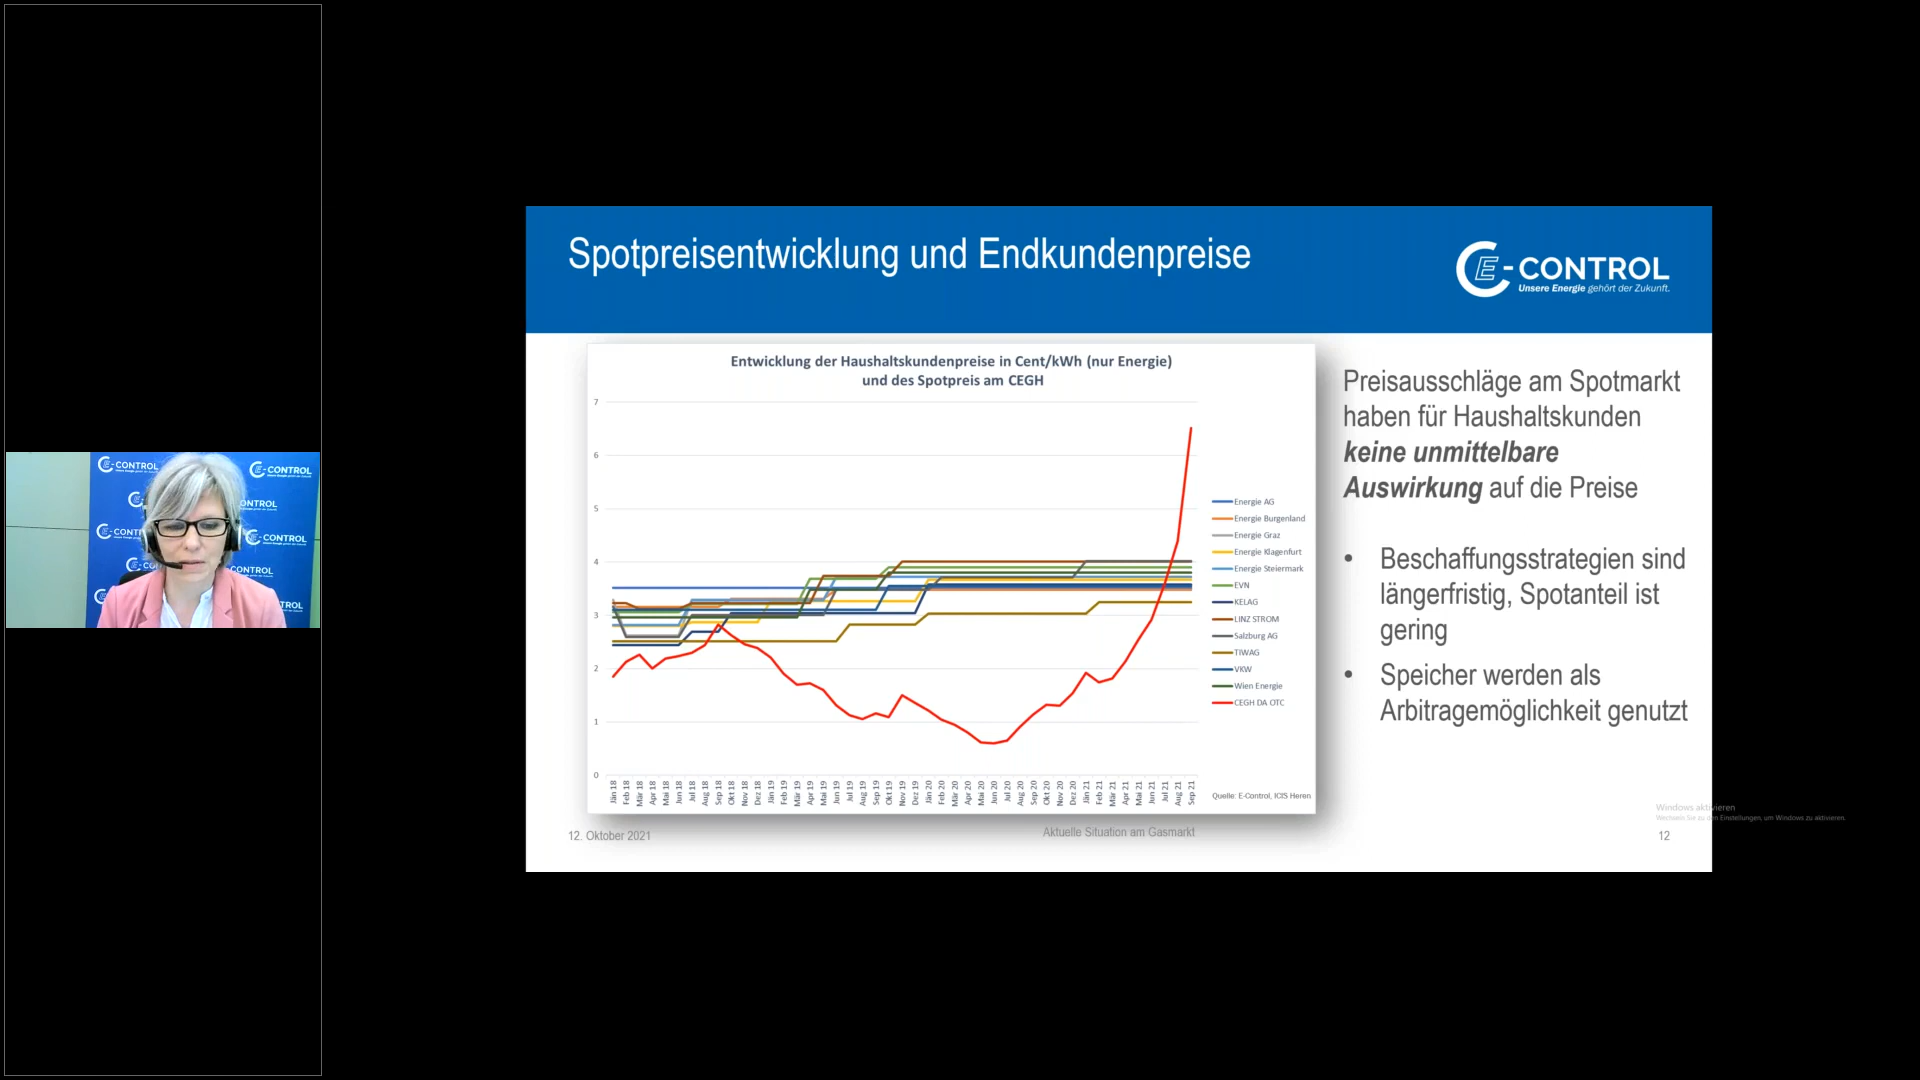 Spotpreisentwicklung und Endkundenpreise
E-CONTROL
Unsere Energie gehört der Zukunft.
Entwicklung der Haushaltskundenpreise in Cent/kWh (nur Energie)
und des Spotpreis am CEGH
7
6
5
4
3
2
1
0
Jän 18
Feb 18
Mär 18
Apr 18
Mai 18
Jun 18
Jul 18
Aug 18
Sep 18
Okt 18
Nov 18
Dez 18
Jän 19
Feb 19
Mär 19
Apr 19
Mai 19
Jun 19
Jul 19
Aug 19
Sep 19
Okt 19
Nov 19
Dez 19
Jän 20
Feb 20
Mär 20
Apr 20
Mai 20
Jun 20
Jul 20
Aug 20
Sep 20
Okt 20
Nov 20
Dez 20
Jän 21
Feb 21
Mär 21
Apr 21
Mai 21
Jun 21
Jul 21
Aug 21
Sep 21
Energie AG
Energie Burgenland
Energie Graz
Energie Klagenfurt
Energie Steiermark
EVN
KELAG
LINZ STROM
Salzburg AG
TIWAG
VKW
Wien Energie
CEGH DA OTC
Quelle: E-Control, ICIS Heren
Preisausschläge am Spotmarkt
haben für Haushaltskunden
keine unmittelbare
Auswirkung auf die Preise
• Beschaffungsstrategien sind
längerfristig, Spotanteil ist
gering
• Speicher werden als
Arbitragemöglichkeit genutzt
12. Oktober 2021
Aktuelle Situation am Gasmarkt
12
Windows aktivieren
Wechseln Sie zu den Einstellungen, um Windows zu aktivieren.
E-CONTROL
E-CONTROL